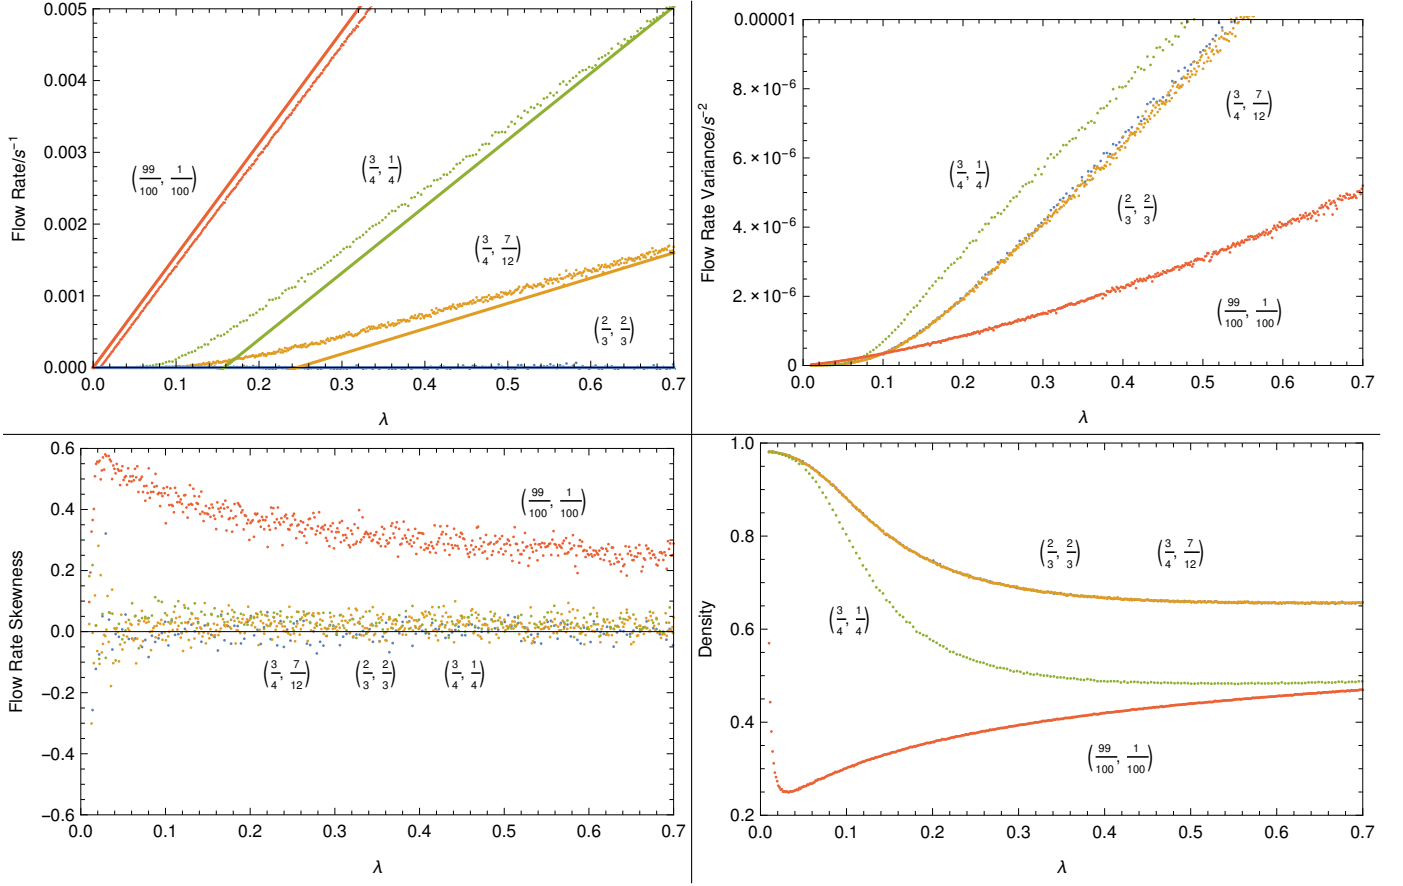 0.005
0.004
0.003
0.002
0.001
0.000
Flow Rate/s⁻¹
(99/100, 1/100)
(3/4, 1/4)
(3/4, 7/12)
(2/3, 2/3)
0.0 0.1 0.2 0.3 0.4 0.5 0.6 0.7
λ
0.00001
8. × 10⁻⁶
6. × 10⁻⁶
4. × 10⁻⁶
2. × 10⁻⁶
0
Flow Rate Variance/s⁻²
(3/4, 7/12)
(3/4, 1/4)
(2/3, 2/3)
(99/100, 1/100)
0.0 0.1 0.2 0.3 0.4 0.5 0.6 0.7
λ
0.6
0.4
0.2
0.0
−0.2
−0.4
−0.6
Flow Rate Skewness
(99/100, 1/100)
(3/4, 7/12) (2/3, 2/3) (3/4, 1/4)
0.0 0.1 0.2 0.3 0.4 0.5 0.6 0.7
λ
1.0
0.8
0.6
0.4
0.2
Density
(2/3, 2/3) (3/4, 7/12)
(3/4, 1/4)
(99/100, 1/100)
0.0 0.1 0.2 0.3 0.4 0.5 0.6 0.7
λ